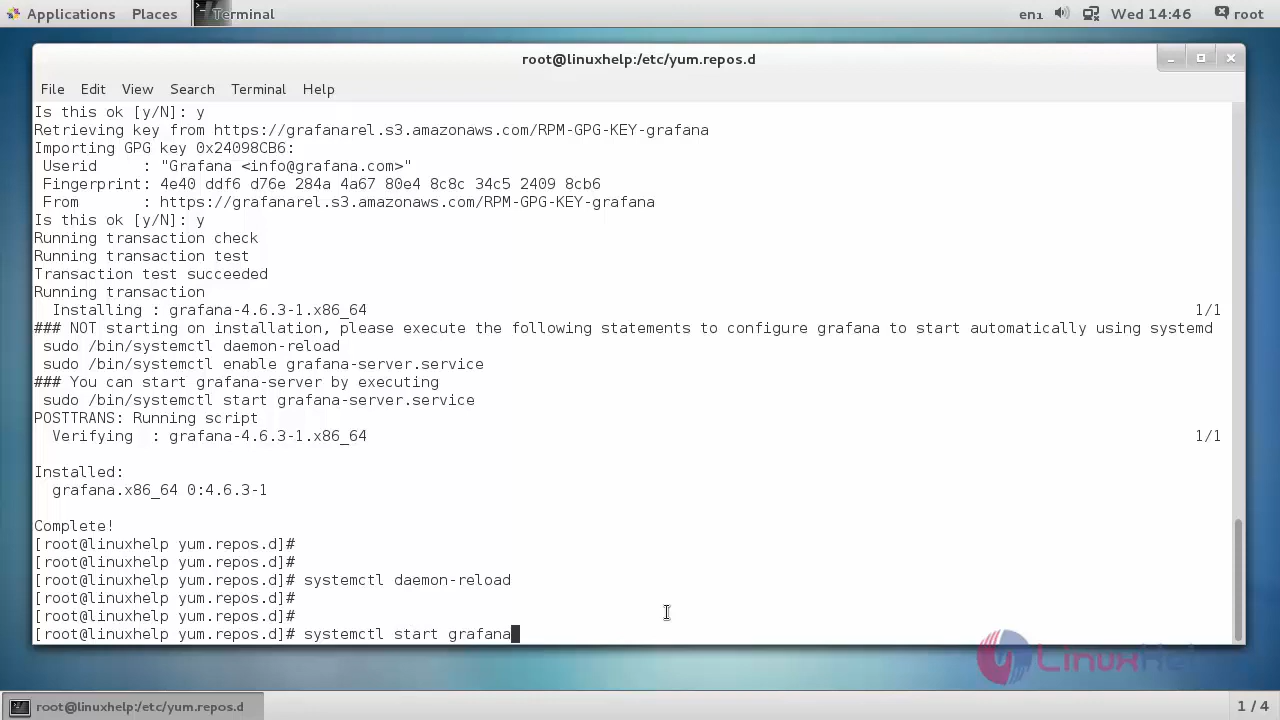 Applications Places Terminal en1 Wed 14:46 root
root@linuxhelp:/etc/yum.repos.d
File Edit View Search Terminal Help
Is this ok [y/N]: y
Retrieving key from https://grafanarel.s3.amazonaws.com/RPM-GPG-KEY-grafana
Importing GPG key 0x24098CB6:
 Userid     : "Grafana <info@grafana.com>"
 Fingerprint: 4e40 ddf6 d76e 284a 4a67 80e4 8c8c 34c5 2409 8cb6
 From       : https://grafanarel.s3.amazonaws.com/RPM-GPG-KEY-grafana
Is this ok [y/N]: y
Running transaction check
Running transaction test
Transaction test succeeded
Running transaction
  Installing : grafana-4.6.3-1.x86_64 1/1
### NOT starting on installation, please execute the following statements to configure grafana to start automatically using systemd
 sudo /bin/systemctl daemon-reload
 sudo /bin/systemctl enable grafana-server.service
### You can start grafana-server by executing
 sudo /bin/systemctl start grafana-server.service
POSTTRANS: Running script
  Verifying  : grafana-4.6.3-1.x86_64 1/1
Installed:
  grafana.x86_64 0:4.6.3-1
Complete!
[root@linuxhelp yum.repos.d]#
[root@linuxhelp yum.repos.d]#
[root@linuxhelp yum.repos.d]# systemctl daemon-reload
[root@linuxhelp yum.repos.d]#
[root@linuxhelp yum.repos.d]#
[root@linuxhelp yum.repos.d]# systemctl start grafana
root@linuxhelp:/etc/yum.repos.d 1 / 4